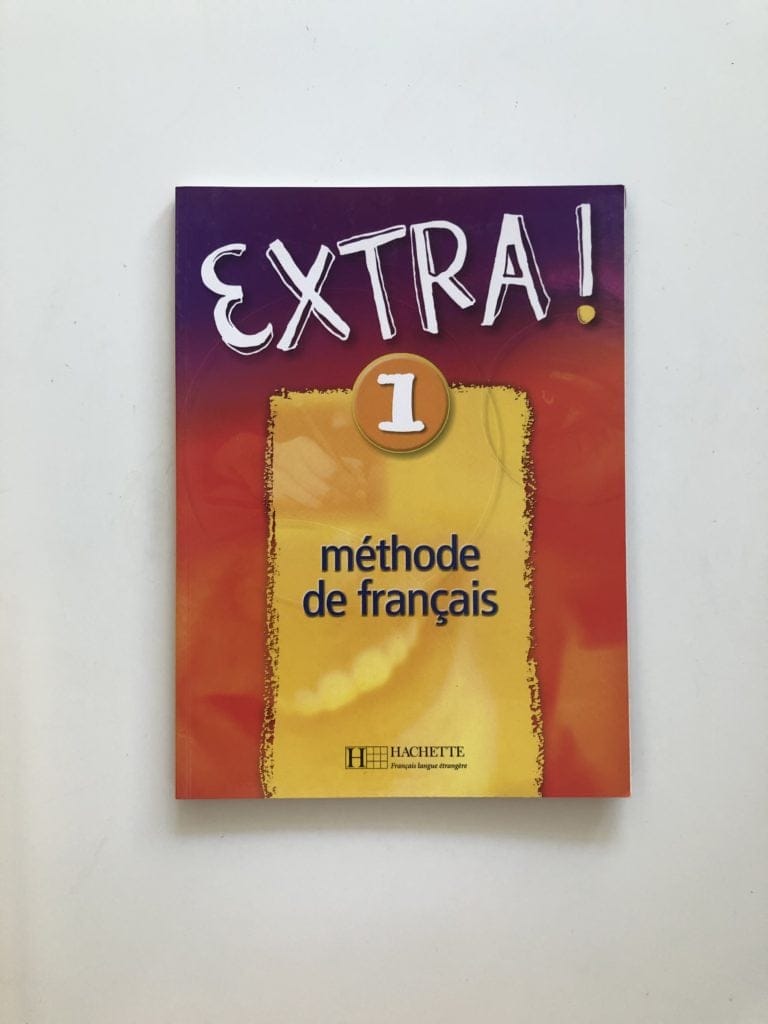 EXTRA!
1
méthode
de français
H HACHETTE
Français langue étrangère